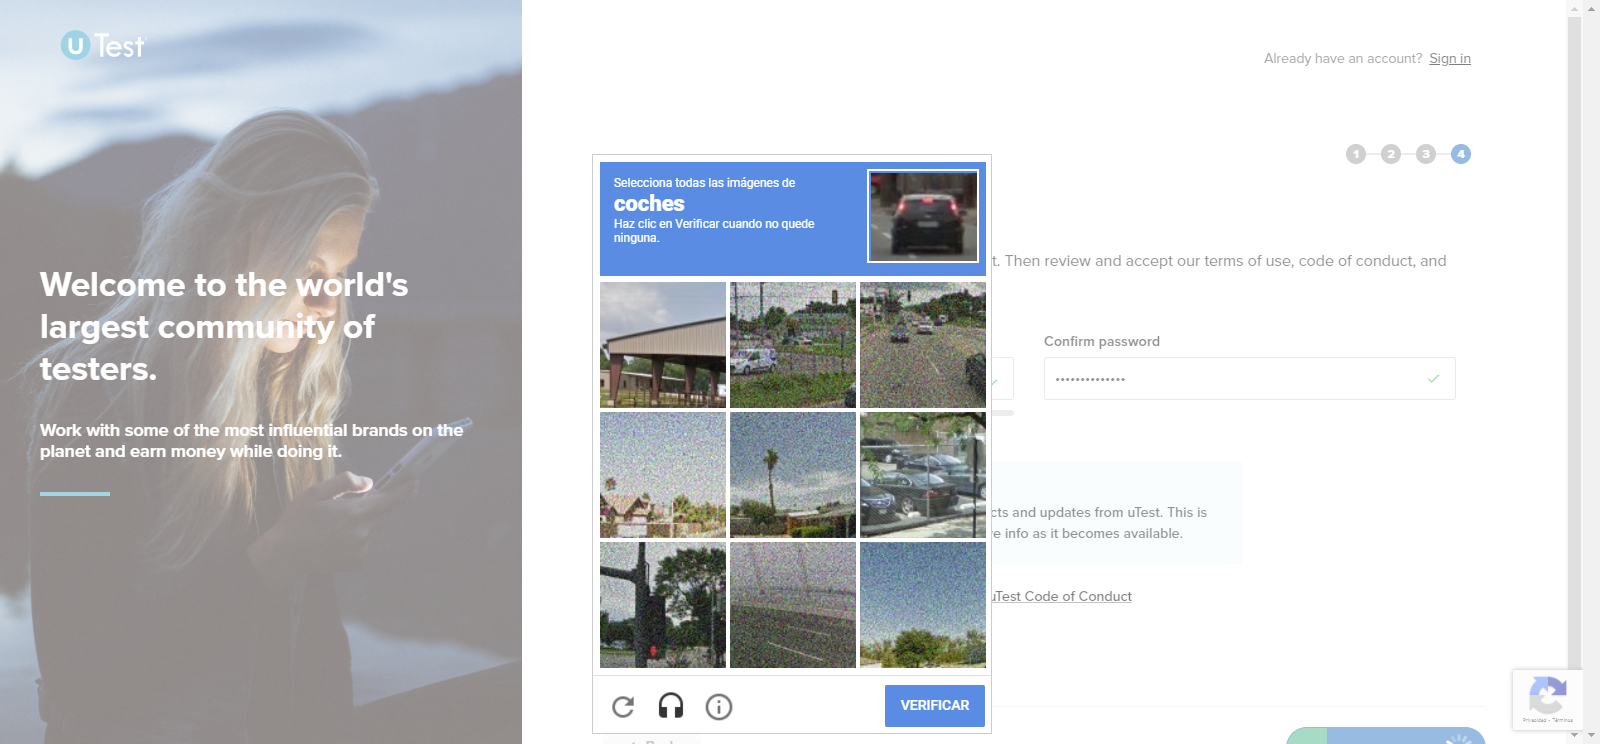 uTest
Welcome to the world's
largest community of
testers.
Work with some of the most influential brands on the
planet and earn money while doing it.
Already have an account? Sign in
1 2 3 4
Selecciona todas las imágenes de
coches
Haz clic en Verificar cuando no quede
ninguna.
VERIFICAR
t. Then review and accept our terms of use, code of conduct, and
Confirm password
••••••••••••••
cts and updates from uTest. This is
e info as it becomes available.
uTest Code of Conduct
Privacidad - Términos